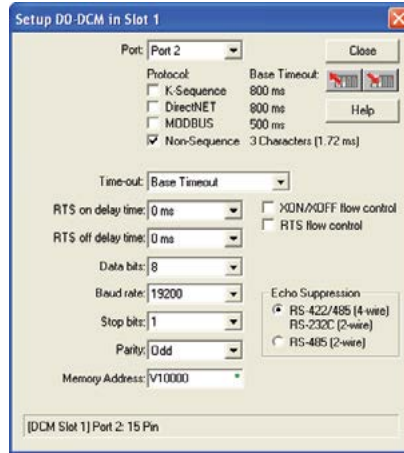 Setup D0-DCM in Slot 1
Port: Port 2
Close
Protocol: Base Timeout:
K-Sequence 800 ms
DirectNET 800 ms
MODBUS 500 ms
Non-Sequence 3 Characters (1.72 ms)
Help
Time-out: Base Timeout
RTS on delay time: 0 ms
XON/XOFF flow control
RTS flow control
RTS off delay time: 0 ms
Data bits: 8
Baud rate: 19200
Echo Suppression
RS-422/485 (4-wire)
RS-232C (2-wire)
Stop bits: 1
RS-485 (2-wire)
Parity: Odd
Memory Address: V10000
[DCM Slot 1] Port 2: 15 Pin